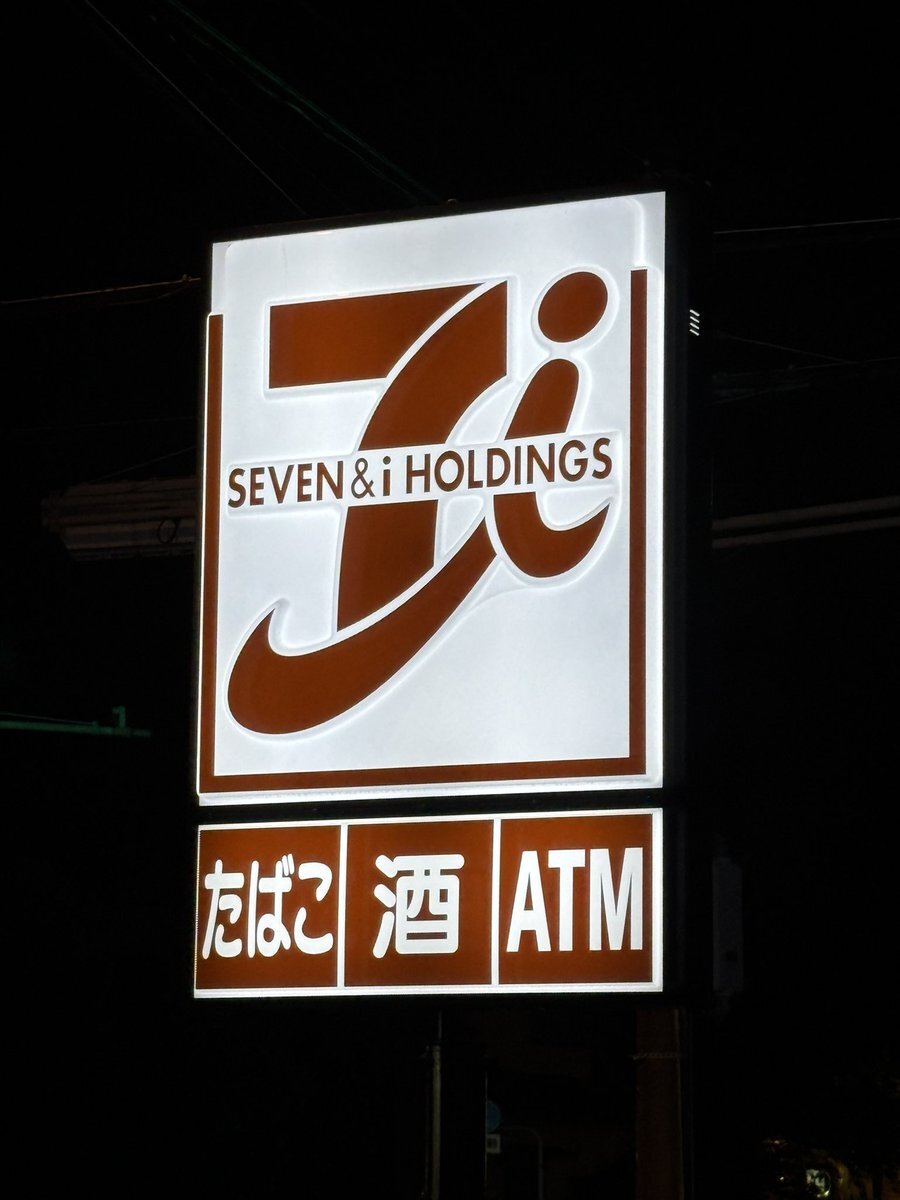 SEVEN & i HOLDINGS
たばこ 酒 ATM